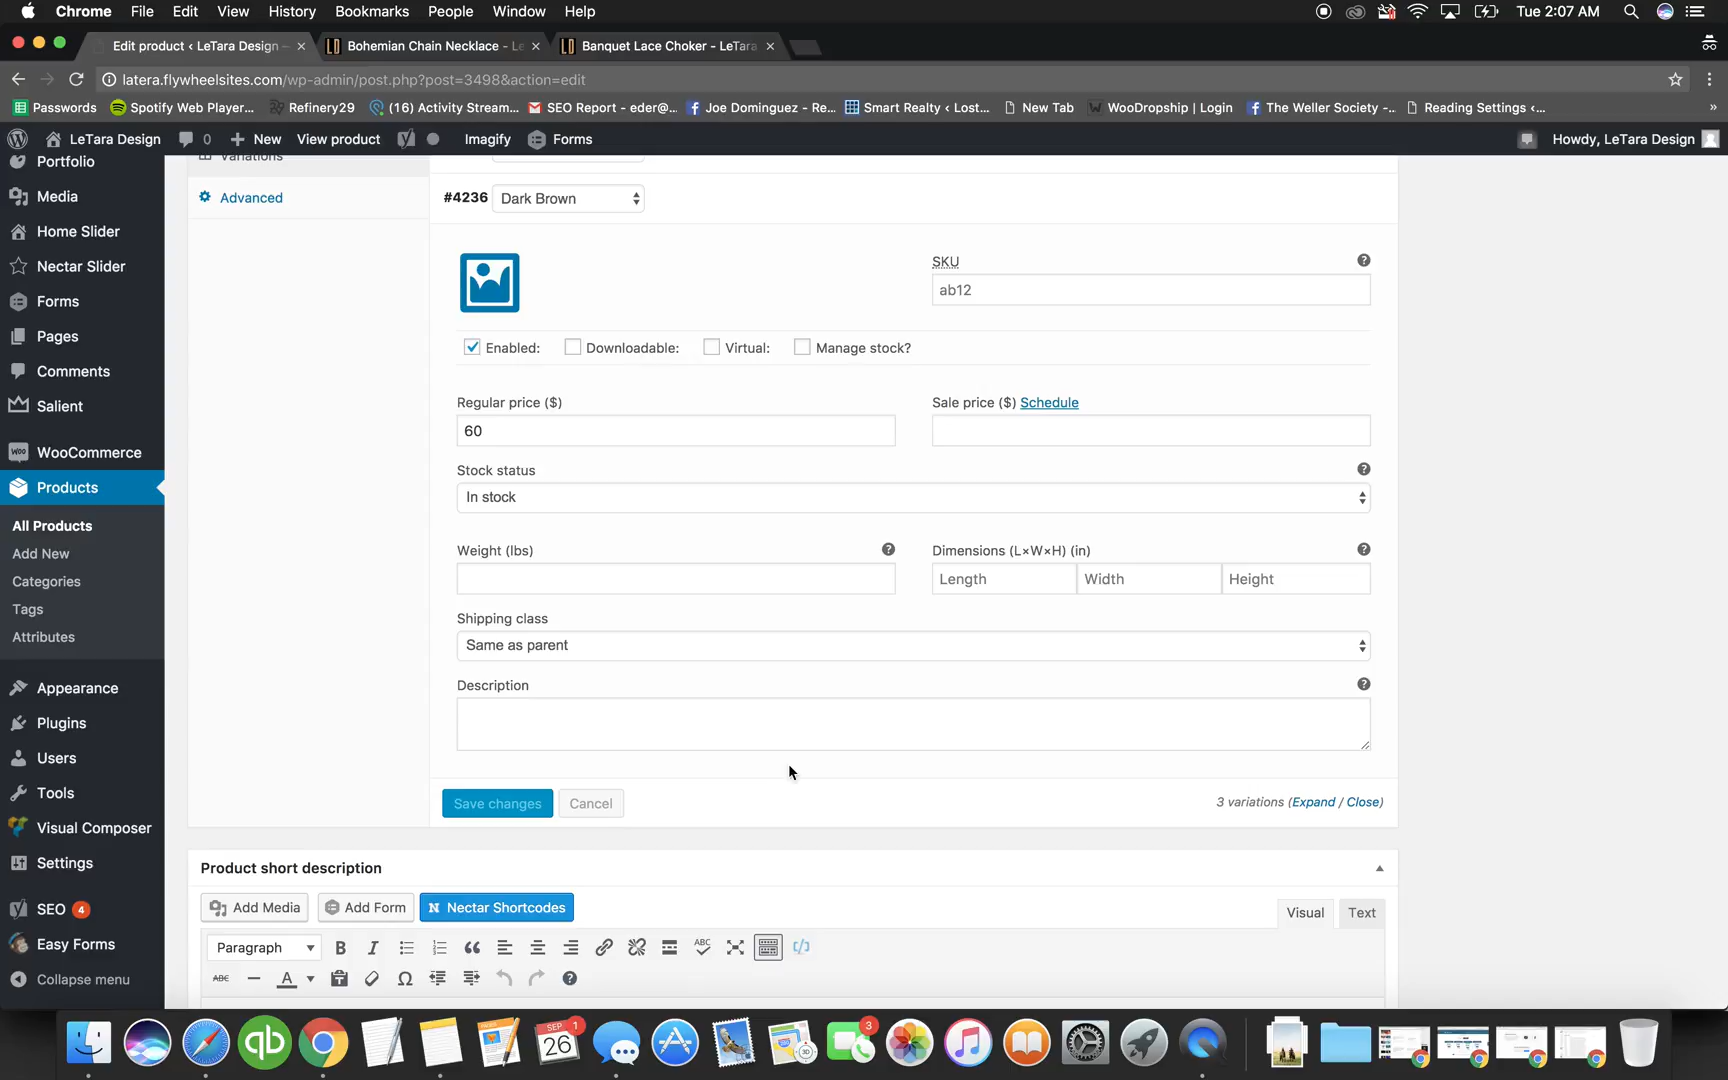 Chrome File Edit View History Bookmarks People Window Help Tue 2:07 AM
Edit product ‹ LeTara Design – × LD Bohemian Chain Necklace - Le × LD Banquet Lace Choker - LeTara ×
latera.flywheelsites.com/wp-admin/post.php?post=3498&action=edit
Passwords Spotify Web Player... Refinery29 (16) Activity Stream... SEO Report - eder@... Joe Dominguez - Re... Smart Realty ‹ Lost... New Tab WooDropship | Login The Weller Society -... Reading Settings ‹... »
LeTara Design 0 + New View product Imagify Forms Howdy, LeTara Design
Portfolio
Media
Home Slider
Nectar Slider
Forms
Pages
Comments
Salient
WooCommerce
Products
All Products
Add New
Categories
Tags
Attributes
Appearance
Plugins
Users
Tools
Visual Composer
Settings
SEO 4
Easy Forms
Collapse menu
Variations
Advanced
#4236 Dark Brown
SKU
ab12
Enabled: Downloadable: Virtual: Manage stock?
Regular price ($) Sale price ($) Schedule
60
Stock status
In stock
Weight (lbs) Dimensions (L×W×H) (in)
Length Width Height
Shipping class
Same as parent
Description
Save changes Cancel 3 variations (Expand / Close)
Product short description
Add Media Add Form N Nectar Shortcodes Visual Text
Paragraph B I ABC
ABC A Ω
SEP 1
26
PAGES
3D
3